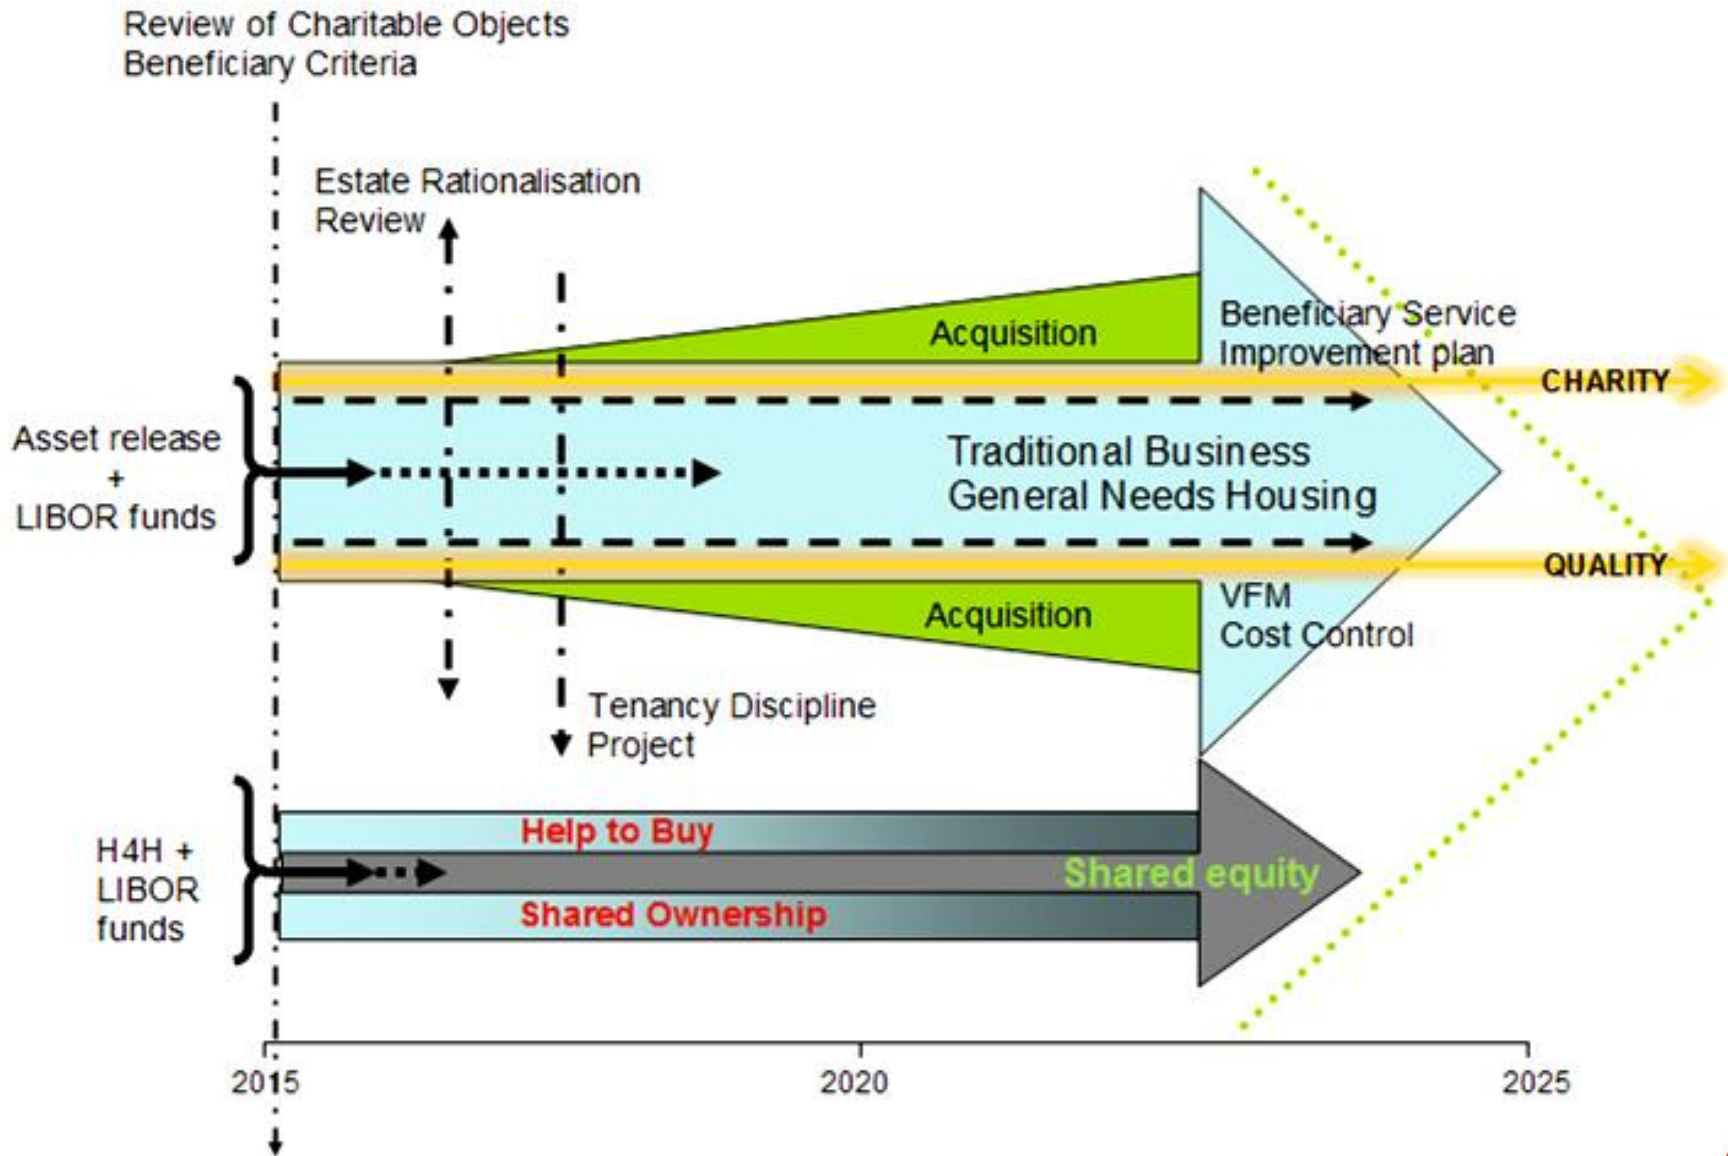 Review of Charitable Objects
Beneficiary Criteria
Estate Rationalisation
Review
Acquisition
Beneficiary Service
Improvement plan
CHARITY
Asset release
+
LIBOR funds
Traditional Business
General Needs Housing
QUALITY
Acquisition
VFM
Cost Control
Tenancy Discipline
Project
H4H +
LIBOR
funds
Help to Buy
Shared equity
Shared Ownership
2015
2020
2025